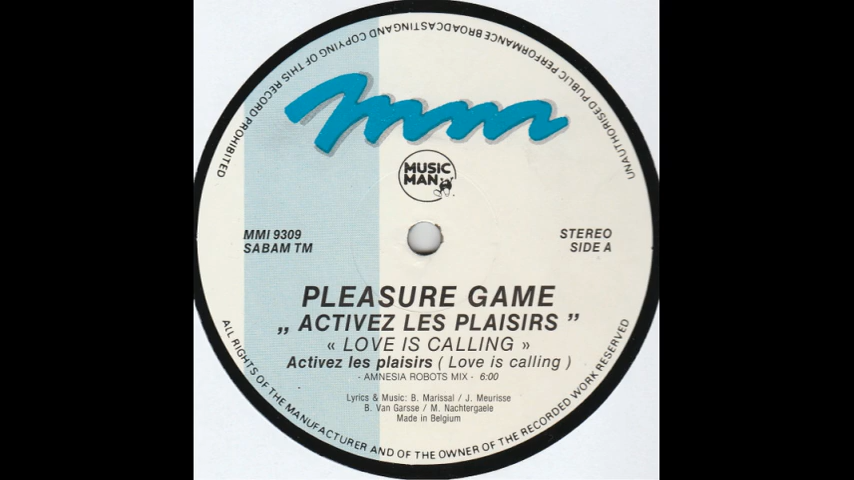 UNAUTHORISED PUBLIC PERFORMANCE BROADCASTING AND COPYING OF THIS RECORD PROHIBITED
mm
MUSIC
MAN
MMI 9309
SABAM TM
STEREO
SIDE A
PLEASURE GAME
„ ACTIVEZ LES PLAISIRS ”
« LOVE IS CALLING »
Activez les plaisirs ( Love is calling )
- AMNESIA ROBOTS MIX - 6:00
Lyrics & Music: B. Marissal / J. Meurisse
B. Van Garsse / M. Nachtergaele
Made in Belgium
ALL RIGHTS OF THE MANUFACTURER AND OF THE OWNER OF THE RECORDED WORK RESERVED